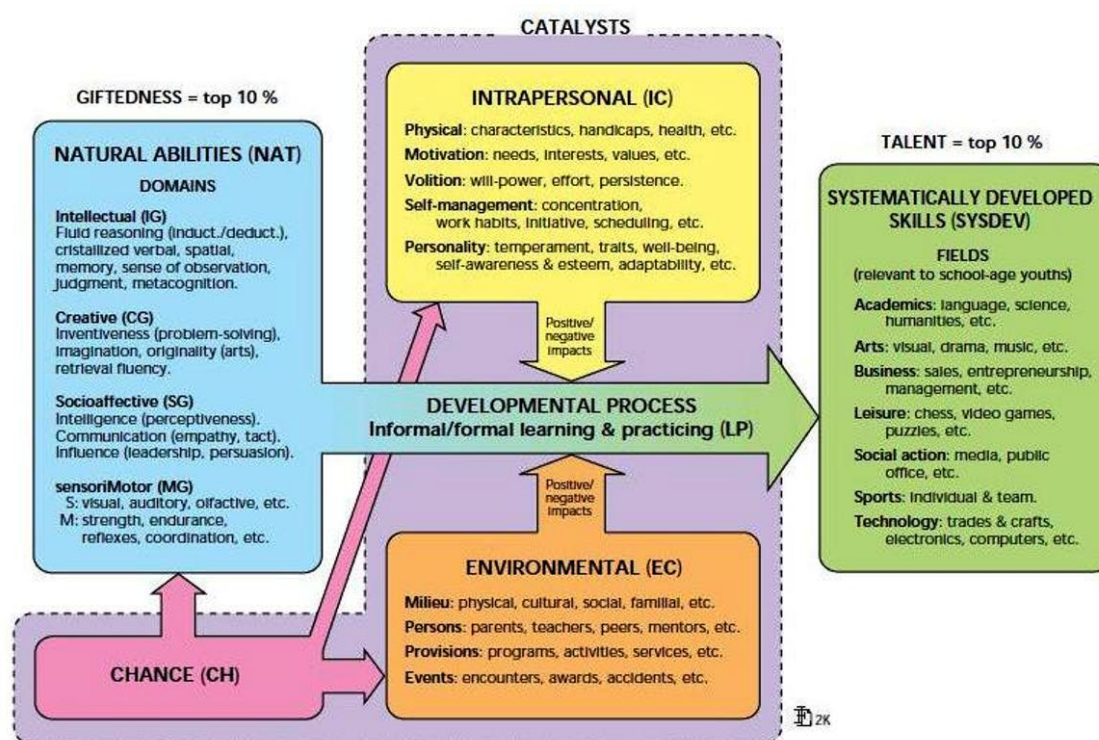 CATALYSTS
GIFTEDNESS = top 10 %
NATURAL ABILITIES (NAT)
DOMAINS
Intellectual (IG)
Fluid reasoning (induct./deduct.),
cristallized verbal, spatial,
memory, sense of observation,
judgment, metacognition.
Creative (CG)
Inventiveness (problem-solving),
imagination, originality (arts),
retrieval fluency.
Socioaffective (SG)
Intelligence (perceptiveness).
Communication (empathy, tact).
Influence (leadership, persuasion).
sensoriMotor (MG)
S: visual, auditory, olfactive, etc.
M: strength, endurance,
reflexes, coordination, etc.
INTRAPERSONAL (IC)
Physical: characteristics, handicaps, health, etc.
Motivation: needs, interests, values, etc.
Volition: will-power, effort, persistence.
Self-management: concentration,
work habits, initiative, scheduling, etc.
Personality: temperament, traits, well-being,
self-awareness & esteem, adaptability, etc.
Positive/
negative
impacts
DEVELOPMENTAL PROCESS
Informal/formal learning & practicing (LP)
Positive/
negative
impacts
ENVIRONMENTAL (EC)
Milieu: physical, cultural, social, familial, etc.
Persons: parents, teachers, peers, mentors, etc.
Provisions: programs, activities, services, etc.
Events: encounters, awards, accidents, etc.
CHANCE (CH)
TALENT = top 10 %
SYSTEMATICALLY DEVELOPED
SKILLS (SYSDEV)
FIELDS
(relevant to school-age youths)
Academics: language, science,
humanities, etc.
Arts: visual, drama, music, etc.
Business: sales, entrepreneurship,
management, etc.
Leisure: chess, video games,
puzzles, etc.
Social action: media, public
office, etc.
Sports: individual & team.
Technology: trades & crafts,
electronics, computers, etc.
2K